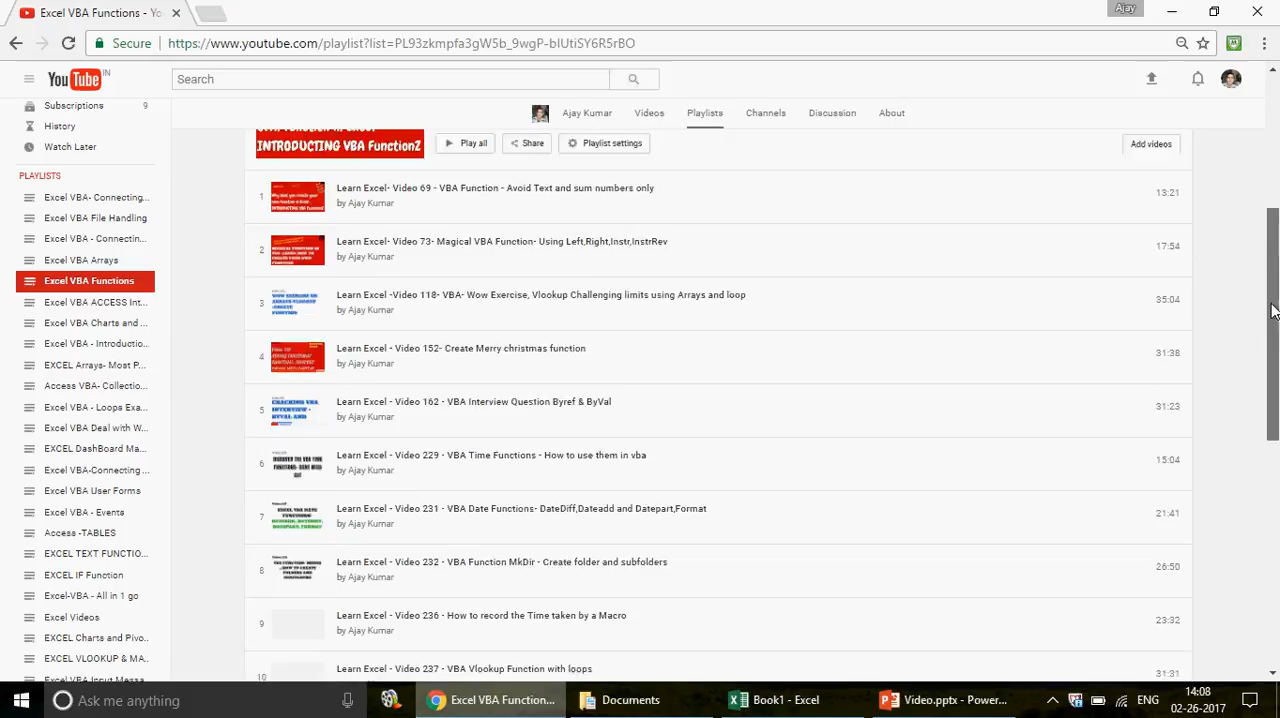 Excel VBA Functions - Yo
Ajay
Secure
https://www.youtube.com/playlist?list=PL93zkmpfa3gW5b_9wgP-bIUtiSY6R5rBO
YouTube IN
Search
Subscriptions 9
History
Watch Later
PLAYLISTS
Excel VBA- Connecting...
Excel VBA File Handling
Excel VBA - Connectin...
Excel VBA Arrays
Excel VBA Functions
Excel VBA ACCESS Int...
Excel VBA Charts and ...
Excel VBA - Introductio...
EXCEL Arrays- Most P...
Access VBA- Collectio...
Excel VBA - Loops Exa...
Excel VBA Deal with W...
EXCEL DashBoard Ma...
Excel VBA-Connecting ...
Excel VBA User Forms
Excel VBA - Events
Access -TABLES
EXCEL TEXT FUNCTIO...
EXCEL IF Function
Excel-VBA - All in 1 go
Excel Videos
EXCEL Charts and Pivo..
EXCEL VLOOKUP & MA..
Excel VBA Input Messa
Ajay Kumar Videos Playlists Channels Discussion About
INTRODUCING VBA FunctionZ
Play all
Share
Playlist settings
Add videos
1 Learn Excel- Video 69 - VBA Function - Avoid Text and sum numbers only 13:21
by Ajay Kumar
2 Learn Excel- Video 73- Magical VBA Function- Using Left,Right,Instr,InstrRev
by Ajay Kumar
3 Learn Excel -Video 118- VBA- Wow Exercise, Vlookup Challenging limits using Arrays and loop
by Ajay Kumar
4 Learn Excel - Video 152- Create Merry christmas function 31:38
by Ajay Kumar
5 Learn Excel - Video 162 - VBA Interview Question Byref & ByVal 11:23
by Ajay Kumar
6 Learn Excel - Video 229 - VBA Time Functions - How to use them in vba 15:04
by Ajay Kumar
7 Learn Excel - Video 231 - VBA Date Functions- Datediff,Dateadd and Datepart,Format 21:41
by Ajay Kumar
8 Learn Excel - Video 232 - VBA Function MkDir - Create folder and subfolders
by Ajay Kumar
9 Learn Excel - Video 236 - How to record the Time taken by a Macro 23:32
by Ajay Kumar
10 Learn Excel - Video 237 - VBA Vlookup Function with loops 31:31
Ask me anything
Excel VBA Function...
Documents
Book1 - Excel
Video.pptx - Power...
ENG
14:08
02-26-2017